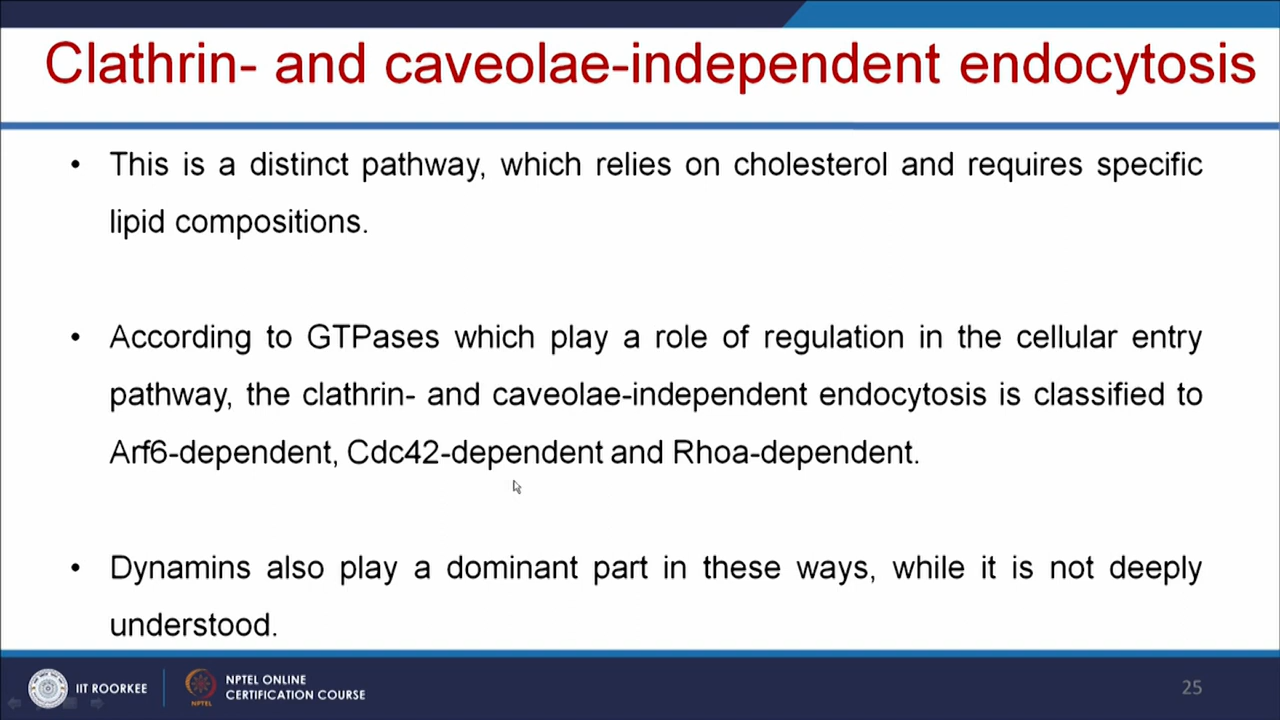 Clathrin- and caveolae-independent endocytosis
• This is a distinct pathway, which relies on cholesterol and requires specific
lipid compositions.
• According to GTPases which play a role of regulation in the cellular entry
pathway, the clathrin- and caveolae-independent endocytosis is classified to
Arf6-dependent, Cdc42-dependent and Rhoa-dependent.
• Dynamins also play a dominant part in these ways, while it is not deeply
understood.
IIT ROORKEE
NPTEL
NPTEL ONLINE
CERTIFICATION COURSE
25